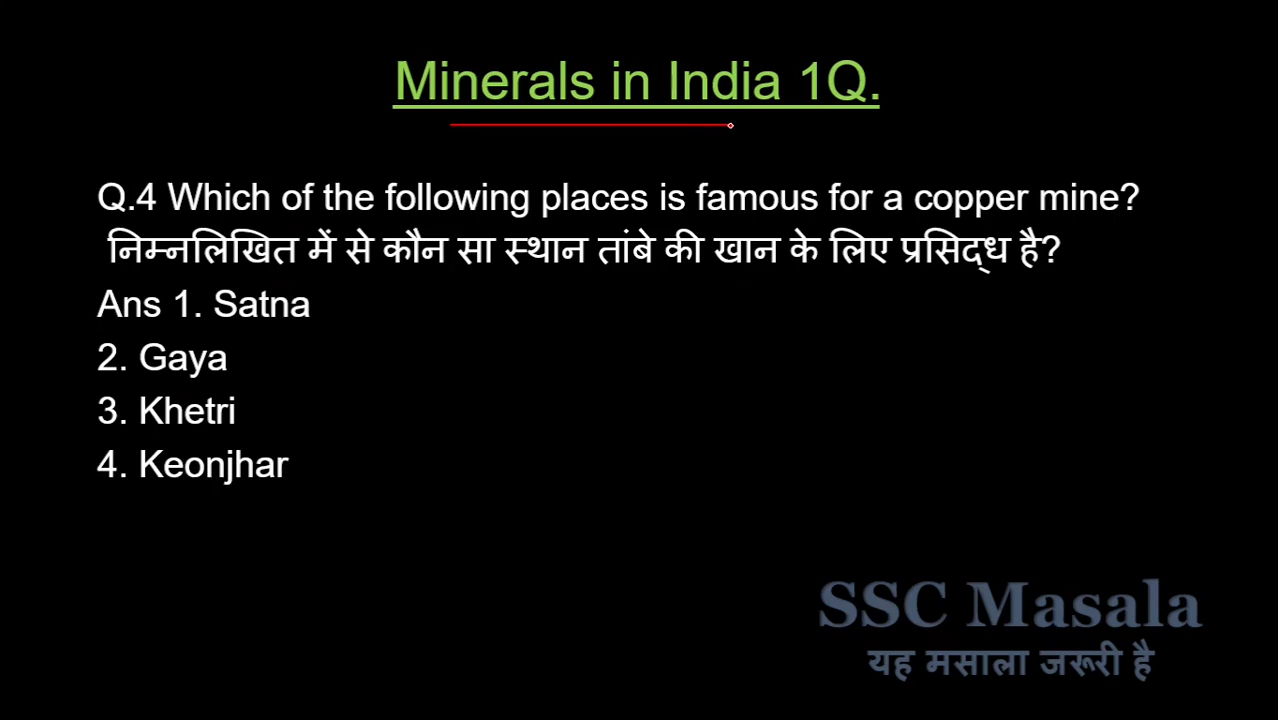 Minerals in India 1Q.
Q.4 Which of the following places is famous for a copper mine?
निम्नलिखित में से कौन सा स्थान तांबे की खान के लिए प्रसिद्ध है?
Ans 1. Satna
2. Gaya
3. Khetri
4. Keonjhar
SSC Masala
यह मसाला जरूरी है